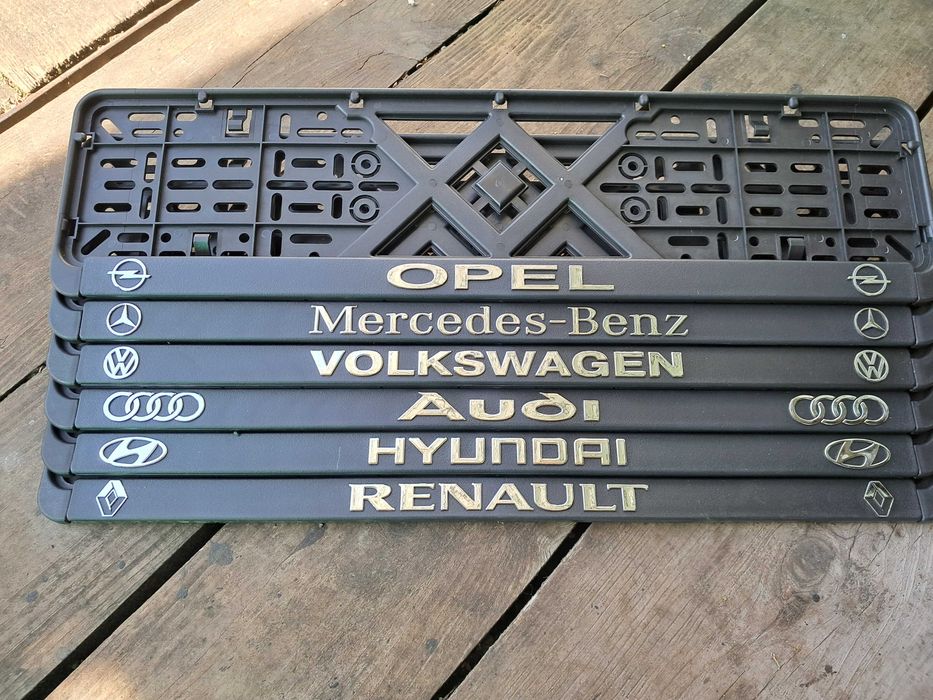 OPEL
Mercedes-Benz
VOLKSWAGEN
Audi
HYUNDAI
RENAULT